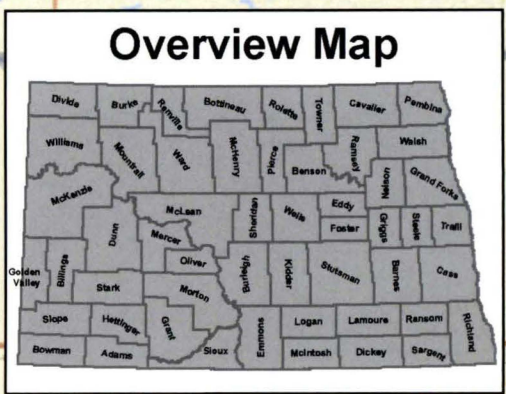 Overview Map
Divide Burke Renville Bottineau Rolette Towner Cavalier Pembina
Williams Mountrail Ward McHenry Pierce Benson Ramsey Walsh
McKenzie Nelson Grand Forks
McLean Sheridan Wells Eddy
Foster Griggs Steele Traill
Dunn Mercer Oliver
Golden
Valley
Billings Stark Morton Burleigh Kidder Stutsman Barnes Cass
Slope Hettinger Grant Sioux Emmons Logan Lamoure Ransom Richland
Bowman Adams McIntosh Dickey Sargent